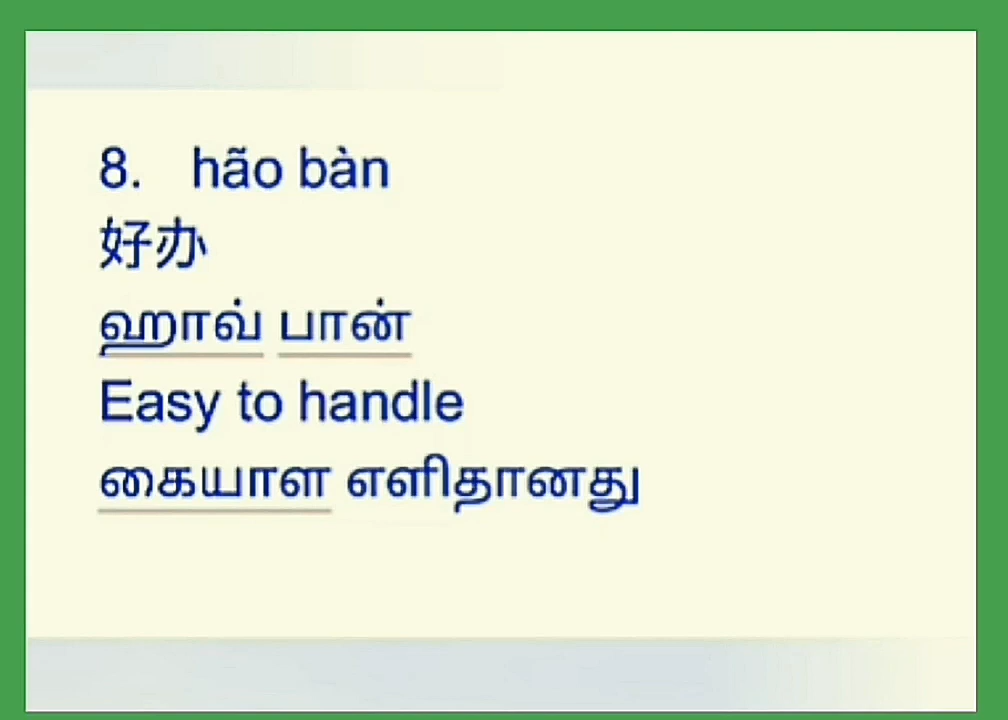 8. hão bàn
好办
ஹாவ் பான்
Easy to handle
கையாள எளிதானது